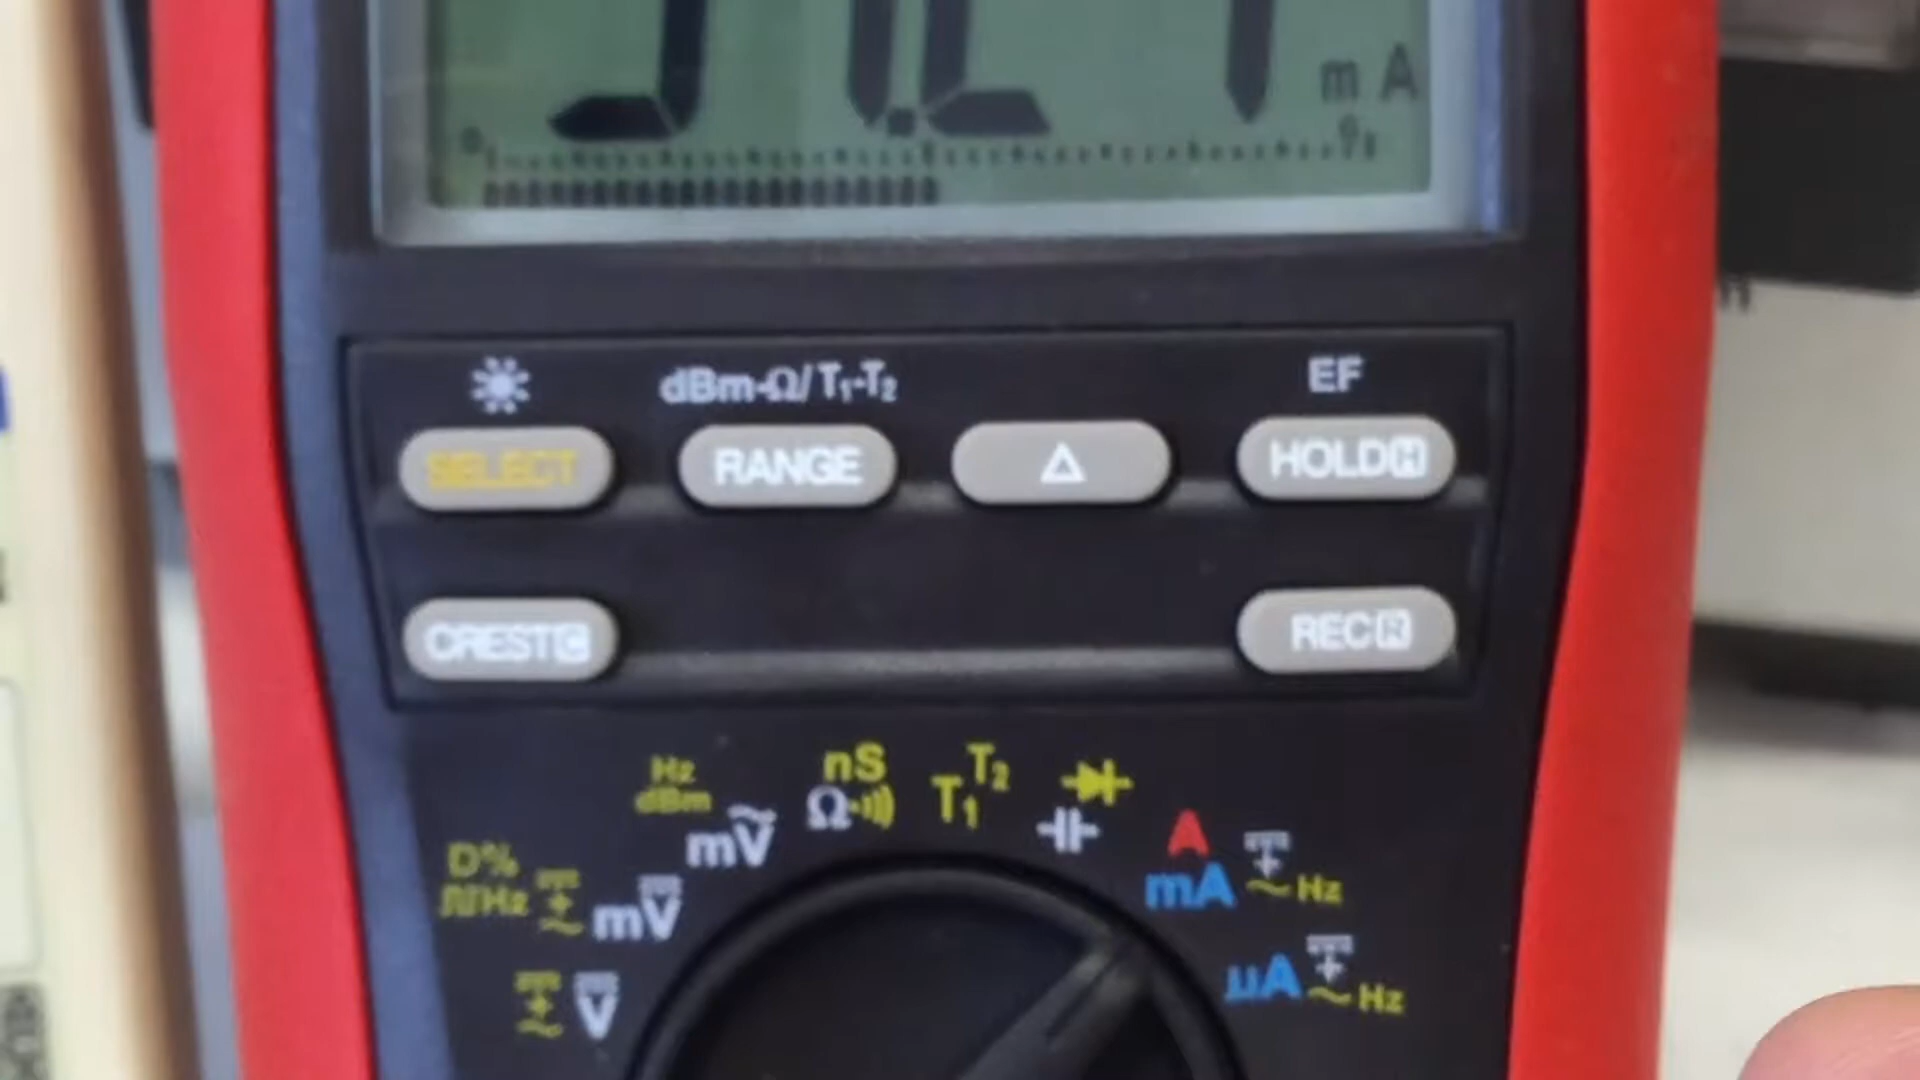 m A
EF
dBm-Ω/T₁-T₂
SELECT
RANGE
Δ
HOLD H
CREST C
REC R
Hz
dBm
mV
nS
Ω
T₁ T₂
A
mA
Hz
D%
Hz
mV
µA
Hz
V